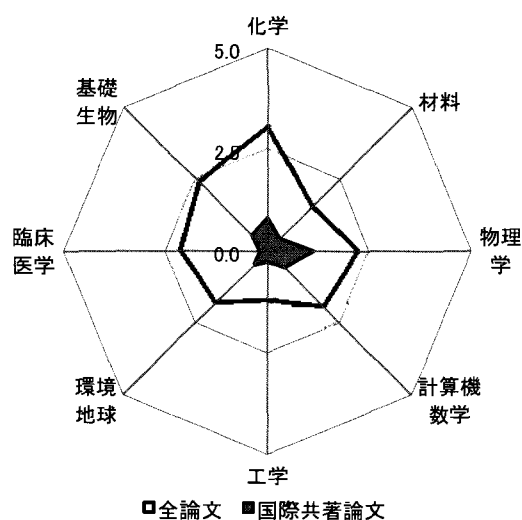 化学
5.0
基礎
生物
材料
2.5
臨床
医学
0.0
物理
学
環境
地球
計算機
数学
工学
全論文 国際共著論文